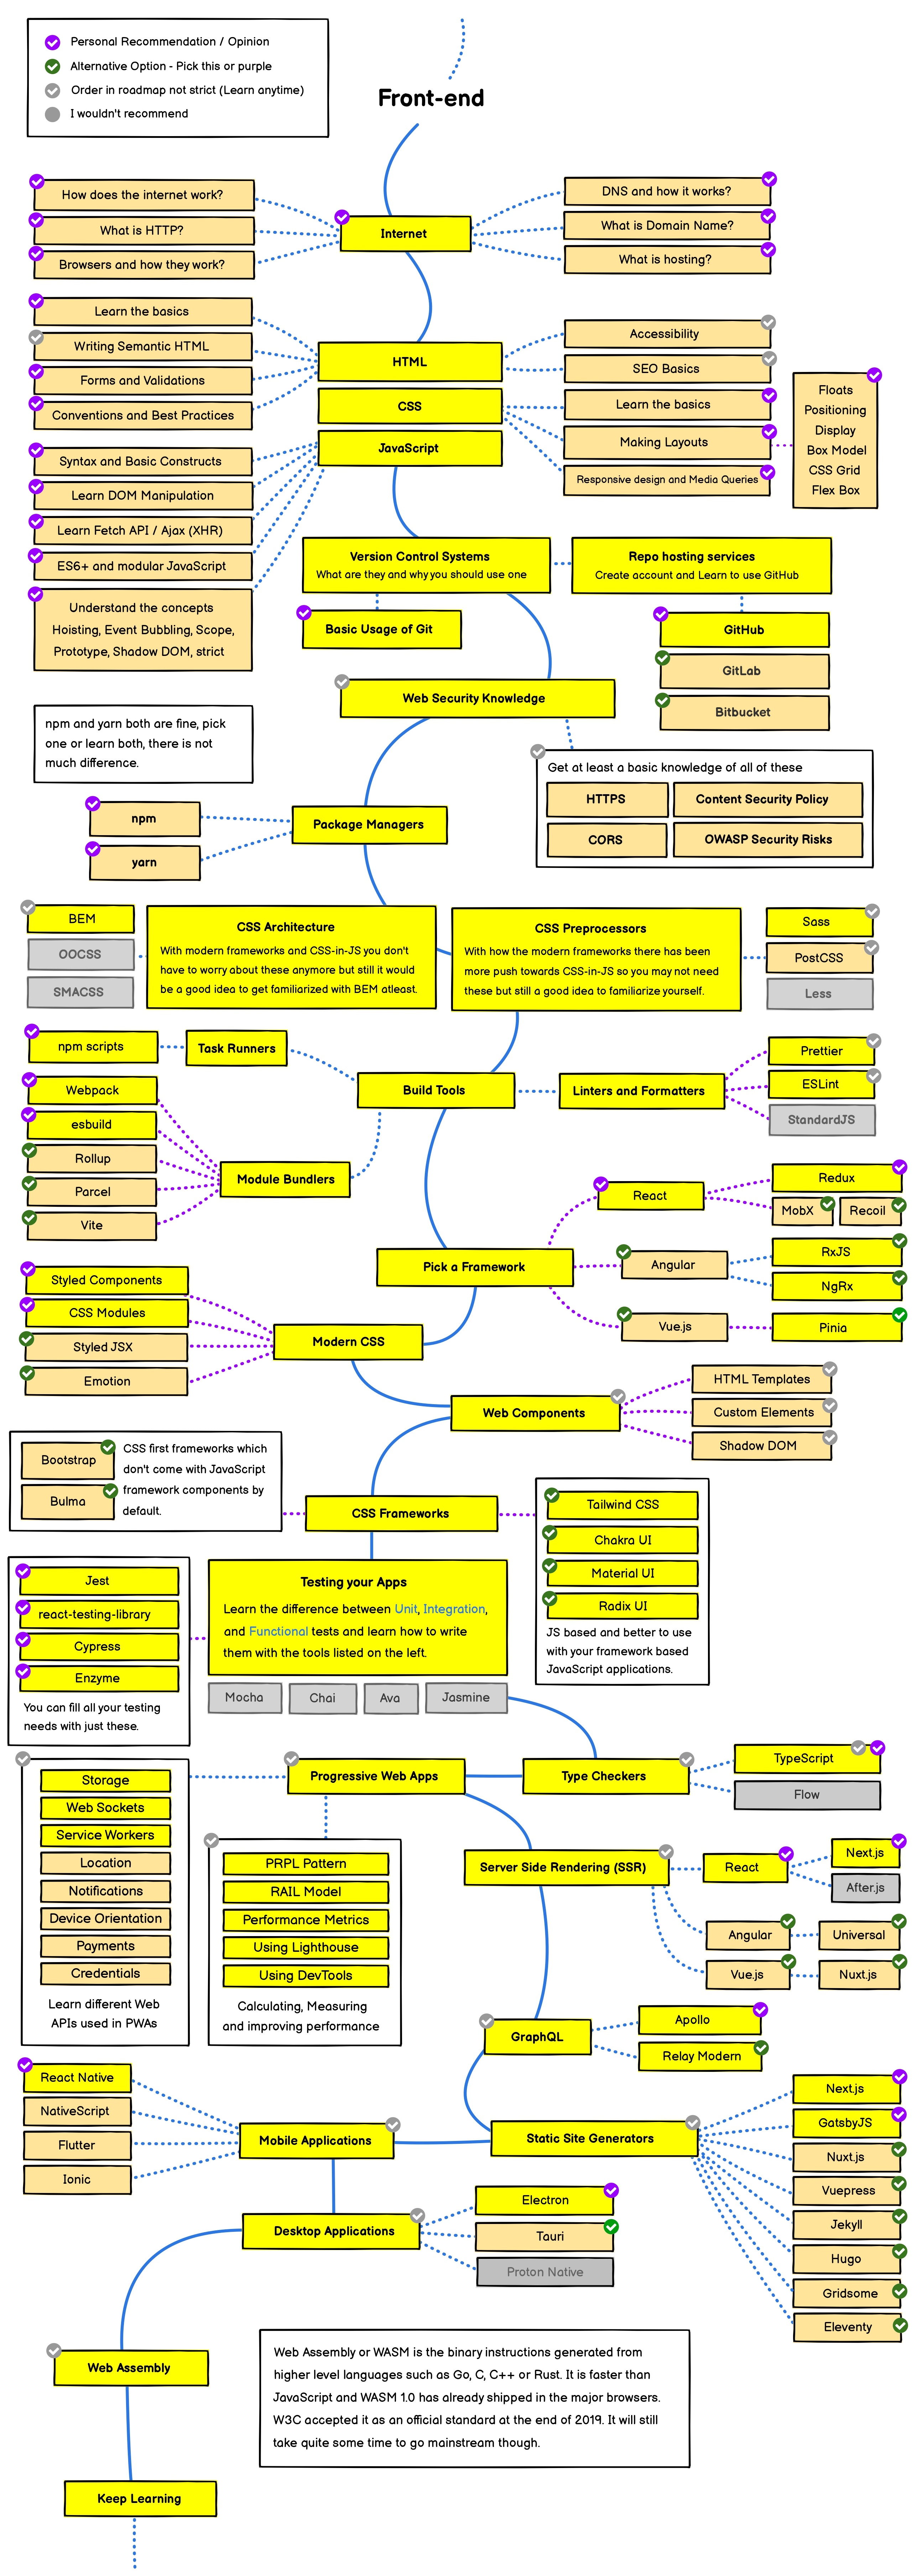 Personal Recommendation / Opinion
Alternative Option - Pick this or purple
Order in roadmap not strict (Learn anytime)
I wouldn't recommend
Front-end
How does the internet work?
What is HTTP?
Browsers and how they work?
Internet
DNS and how it works?
What is Domain Name?
What is hosting?
Learn the basics
Writing Semantic HTML
Forms and Validations
Conventions and Best Practices
HTML
CSS
JavaScript
Accessibility
SEO Basics
Learn the basics
Making Layouts
Responsive design and Media Queries
Floats
Positioning
Display
Box Model
CSS Grid
Flex Box
Syntax and Basic Constructs
Learn DOM Manipulation
Learn Fetch API / Ajax (XHR)
ES6+ and modular JavaScript
Understand the concepts
Hoisting, Event Bubbling, Scope,
Prototype, Shadow DOM, strict
Version Control Systems
What are they and why you should use one
Repo hosting services
Create account and Learn to use GitHub
Basic Usage of Git
GitHub
GitLab
Bitbucket
Web Security Knowledge
Get at least a basic knowledge of all of these
HTTPS
Content Security Policy
CORS
OWASP Security Risks
npm and yarn both are fine, pick
one or learn both, there is not
much difference.
npm
yarn
Package Managers
BEM
OOCSS
SMACSS
CSS Architecture
With modern frameworks and CSS-in-JS you don't
have to worry about these anymore but still it would
be a good idea to get familiarized with BEM atleast.
CSS Preprocessors
With how the modern frameworks there has been
more push towards CSS-in-JS so you may not need
these but still a good idea to familiarize yourself.
Sass
PostCSS
Less
npm scripts
Task Runners
Build Tools
Linters and Formatters
Prettier
ESLint
StandardJS
Webpack
esbuild
Rollup
Parcel
Vite
Module Bundlers
Pick a Framework
React
Redux
MobX
Recoil
Angular
RxJS
NgRx
Vue.js
Pinia
Styled Components
CSS Modules
Styled JSX
Emotion
Modern CSS
Web Components
HTML Templates
Custom Elements
Shadow DOM
Bootstrap
Bulma
CSS first frameworks which
don't come with JavaScript
framework components by
default.
CSS Frameworks
Tailwind CSS
Chakra UI
Material UI
Radix UI
JS based and better to use
with your framework based
JavaScript applications.
Jest
react-testing-library
Cypress
Enzyme
You can fill all your testing
needs with just these.
Testing your Apps
Learn the difference between Unit, Integration,
and Functional tests and learn how to write
them with the tools listed on the left.
Mocha
Chai
Ava
Jasmine
Progressive Web Apps
Type Checkers
TypeScript
Flow
Storage
Web Sockets
Service Workers
Location
Notifications
Device Orientation
Payments
Credentials
Learn different Web
APIs used in PWAs
PRPL Pattern
RAIL Model
Performance Metrics
Using Lighthouse
Using DevTools
Calculating, Measuring
and improving performance
Server Side Rendering (SSR)
React
Next.js
After.js
Angular
Universal
Vue.js
Nuxt.js
GraphQL
Apollo
Relay Modern
React Native
NativeScript
Flutter
Ionic
Mobile Applications
Static Site Generators
Next.js
GatsbyJS
Nuxt.js
Vuepress
Jekyll
Hugo
Gridsome
Eleventy
Desktop Applications
Electron
Tauri
Proton Native
Web Assembly
Web Assembly or WASM is the binary instructions generated from
higher level languages such as Go, C, C++ or Rust. It is faster than
JavaScript and WASM 1.0 has already shipped in the major browsers.
W3C accepted it as an official standard at the end of 2019. It will still
take quite some time to go mainstream though.
Keep Learning